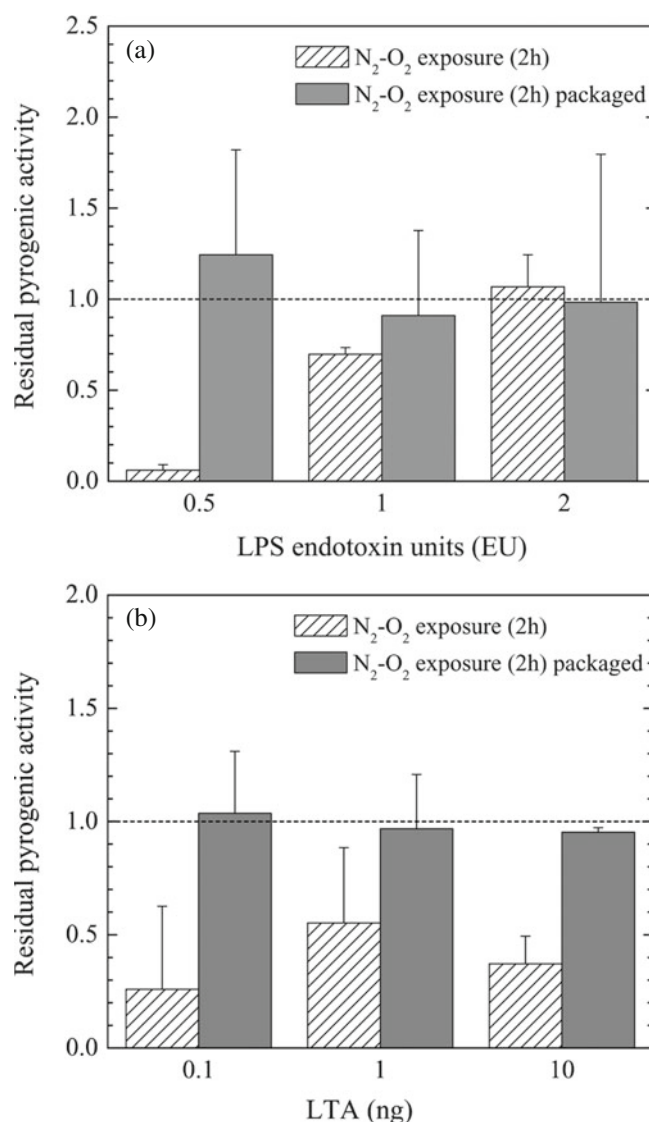 (a)
N₂-O₂ exposure (2h)
N₂-O₂ exposure (2h) packaged
Residual pyrogenic activity
2.5
2.0
1.5
1.0
0.5
0.0
0.5 1 2
LPS endotoxin units (EU)
(b)
N₂-O₂ exposure (2h)
N₂-O₂ exposure (2h) packaged
Residual pyrogenic activity
2.0
1.5
1.0
0.5
0.0
0.1 1 10
LTA (ng)